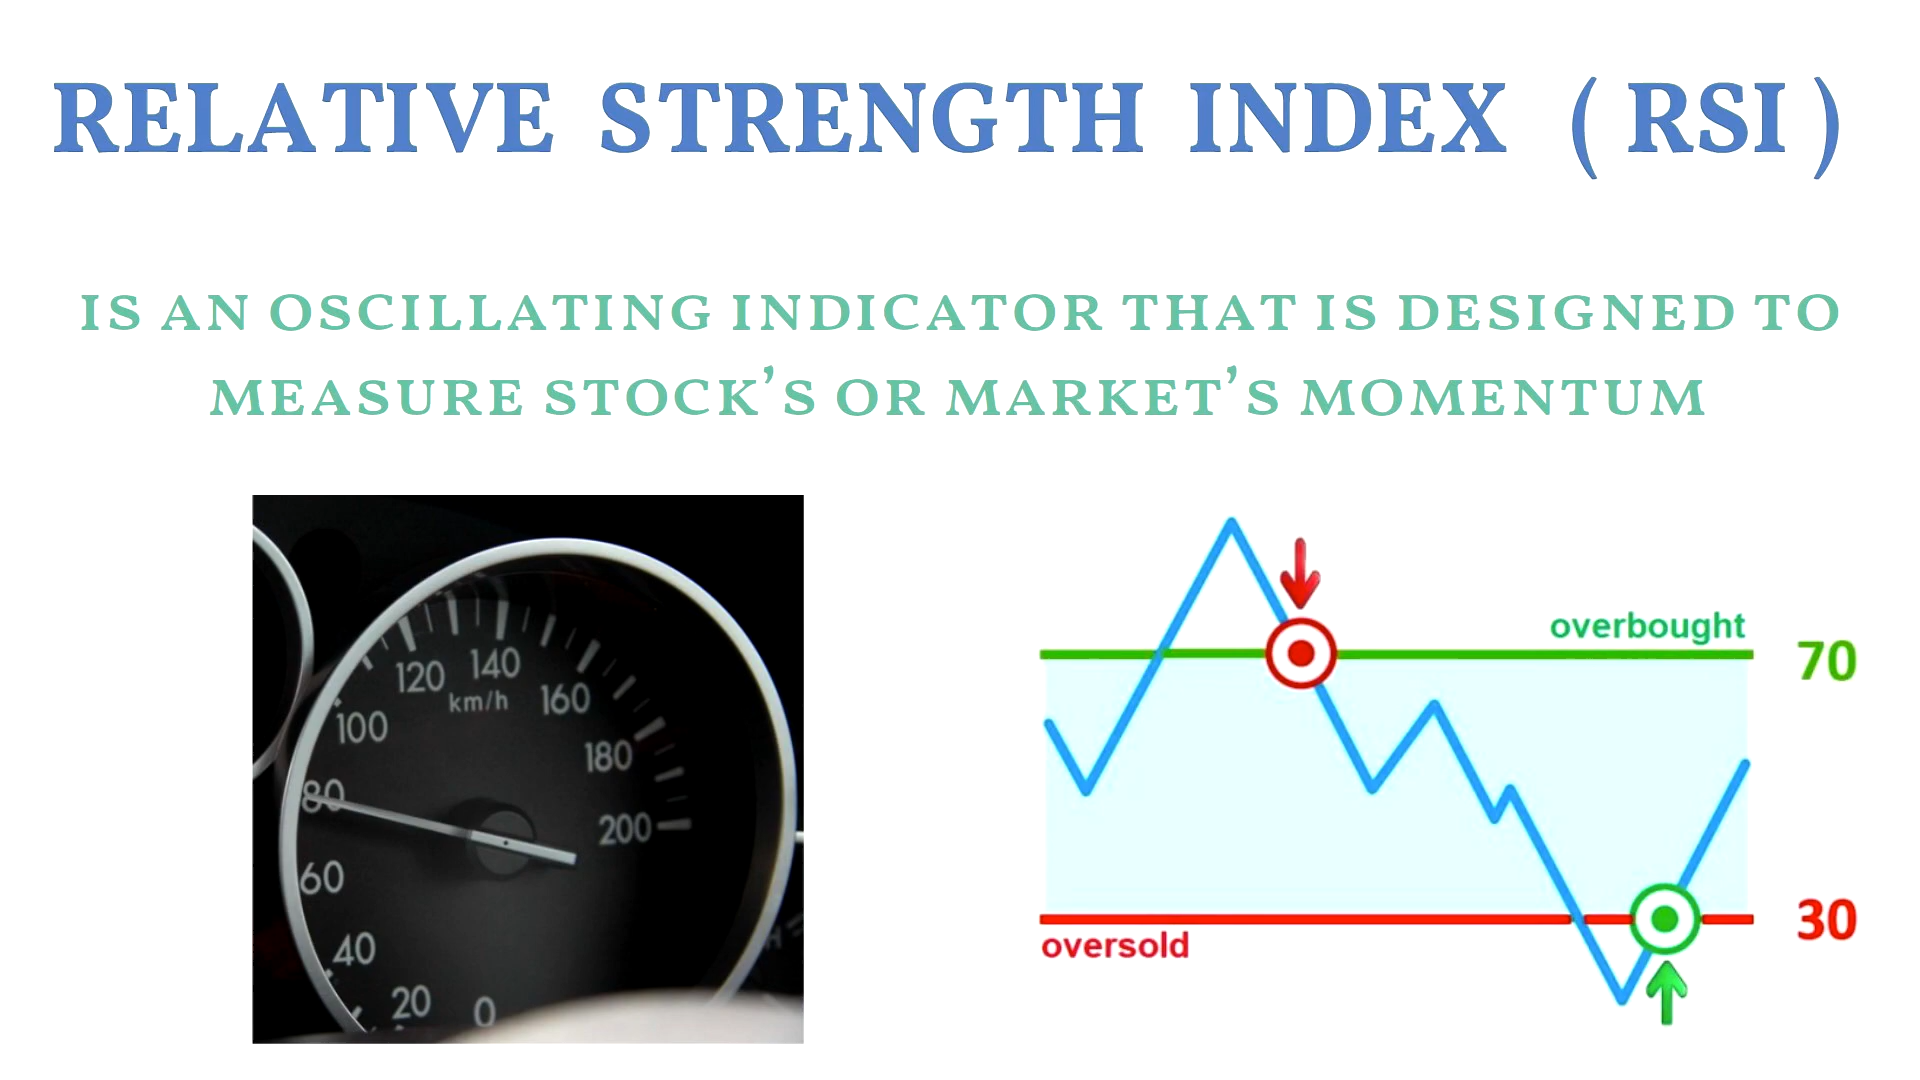 RELATIVE STRENGTH INDEX (RSI)
IS AN OSCILLATING INDICATOR THAT IS DESIGNED TO
MEASURE STOCK'S OR MARKET'S MOMENTUM
120 140
km/h 160
100
180
80
200
60
40
20 0
overbought
70
30
oversold